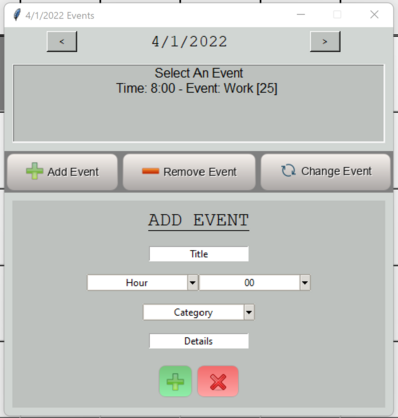 4/1/2022 Events
< 4/1/2022 >
Select An Event
Time: 8:00 - Event: Work [25]
Add Event Remove Event Change Event
ADD EVENT
Title
Hour 00
Category
Details